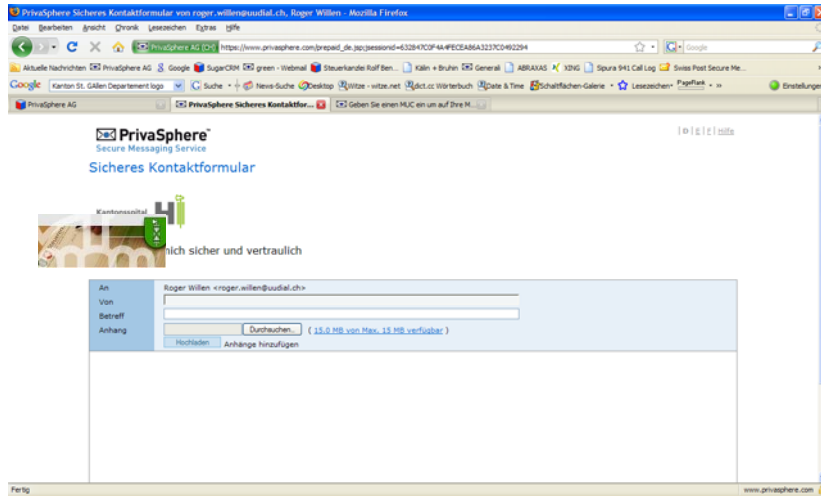 PrivaSphere Sicheres Kontaktformular von roger.willen@uudial.ch, Roger Willen - Mozilla Firefox
Datei Bearbeiten Ansicht Chronik Lesezeichen Extras Hilfe
PrivaSphere AG (CH) https://www.privasphere.com/prepaid_de.jsp;jsessionid=632847C0F4A4FECEA86A3237C0492294 Google
Aktuelle Nachrichten PrivaSphere AG Google SugarCRM green - Webmail Steuerkanzlei Rolf Ben... Kälin + Bruhin General ABRAXAS XING Sipura 941 Call Log Swiss Post Secure Me...
Google Kanton St. GAllen Departement logo News-Suche Desktop Witze - witze.net dict.cc Wörterbuch Date & Time Schaltflächen-Galerie Lesezeichen PageRank Einstellungen
PrivaSphere AG PrivaSphere Sicheres Kontaktfor... Geben Sie einen MUC ein um auf Ihre M...
PrivaSphere™ | D | E | F | Hilfe
Secure Messaging Service
Sicheres Kontaktformular
Kantonsspital
mich sicher und vertraulich
An Roger Willen <roger.willen@uudial.ch>
Von
Betreff
Anhang Durchsuchen... ( 15.0 MB von Max. 15 MB verfügbar )
Hochladen Anhänge hinzufügen
Fertig www.privasphere.com